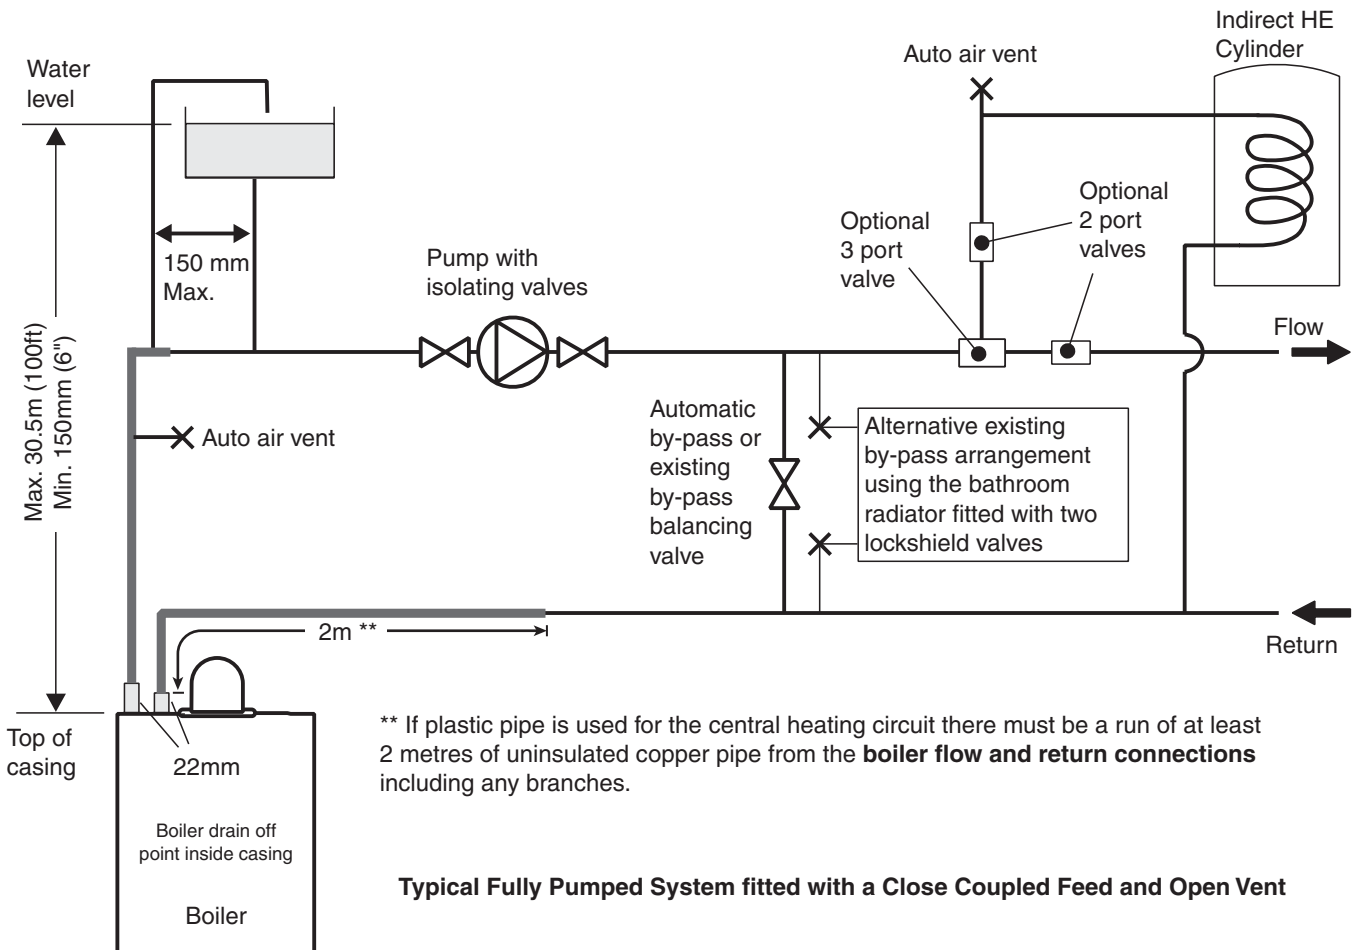 Indirect HE
Cylinder
Auto air vent
Water
level
Optional
2 port
valves
Optional
3 port
valve
150 mm
Max.
Pump with
isolating valves
Flow
Max. 30.5m (100ft)
Min. 150mm (6")
Auto air vent
Automatic
by-pass or
existing
by-pass
balancing
valve
Alternative existing
by-pass arrangement
using the bathroom
radiator fitted with two
lockshield valves
2m **
Return
Top of
casing
22mm
** If plastic pipe is used for the central heating circuit there must be a run of at least
2 metres of uninsulated copper pipe from the boiler flow and return connections
including any branches.
Boiler drain off
point inside casing
Boiler
Typical Fully Pumped System fitted with a Close Coupled Feed and Open Vent